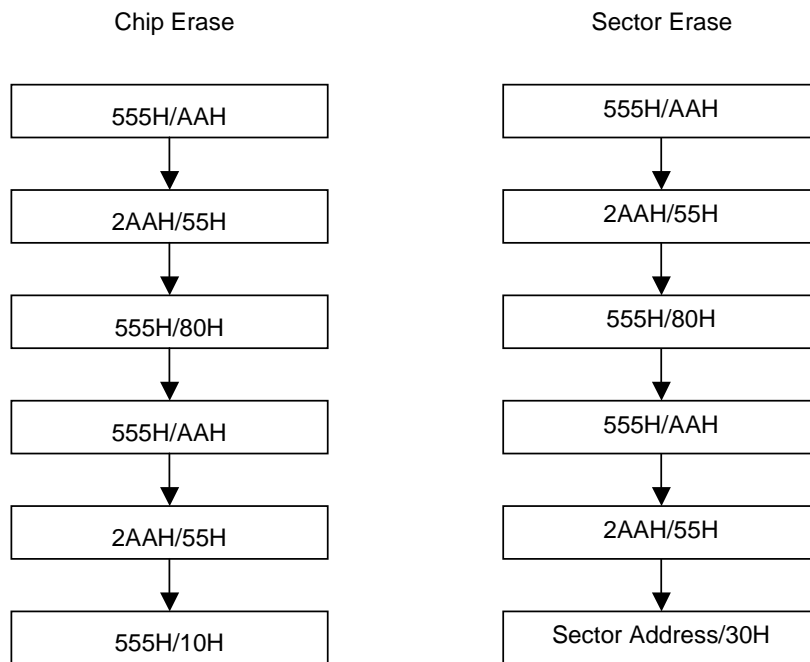 Chip Erase
555H/AAH
2AAH/55H
555H/80H
555H/AAH
2AAH/55H
555H/10H
Sector Erase
555H/AAH
2AAH/55H
555H/80H
555H/AAH
2AAH/55H
Sector Address/30H